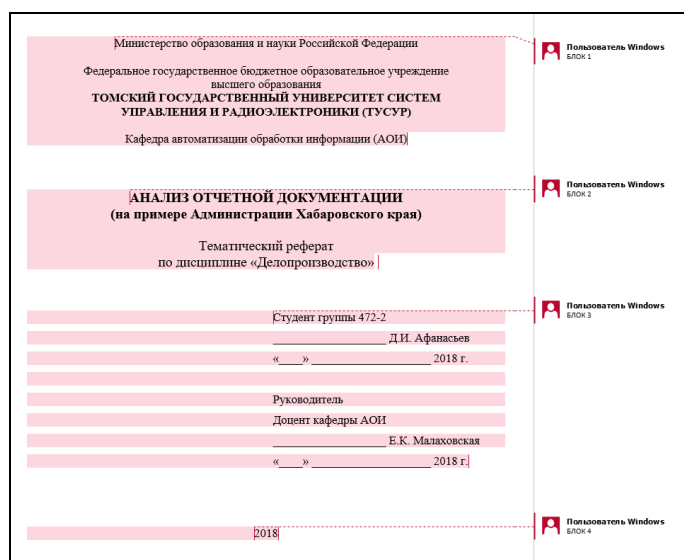 Министерство образования и науки Российской Федерации
Пользователь Windows
БЛОК 1
Федеральное государственное бюджетное образовательное учреждение
высшего образования
ТОМСКИЙ ГОСУДАРСТВЕННЫЙ УНИВЕРСИТЕТ СИСТЕМ
УПРАВЛЕНИЯ И РАДИОЭЛЕКТРОНИКИ (ТУСУР)
Кафедра автоматизации обработки информации (АОИ)
Пользователь Windows
БЛОК 2
АНАЛИЗ ОТЧЕТНОЙ ДОКУМЕНТАЦИИ
(на примере Администрации Хабаровского края)
Тематический реферат
по дисциплине «Делопроизводство»
Пользователь Windows
БЛОК 3
Студент группы 472-2
___________________ Д.И. Афанасьев
«____» ____________________ 2018 г.
Руководитель
Доцент кафедры АОИ
___________________ Е.К. Малаховская
«____» ____________________ 2018 г.
Пользователь Windows
БЛОК 4
2018